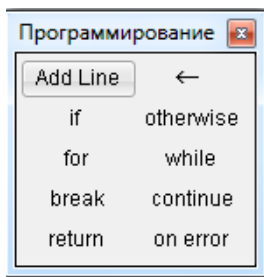 Программирование
Add Line ←
if otherwise
for while
break continue
return on error